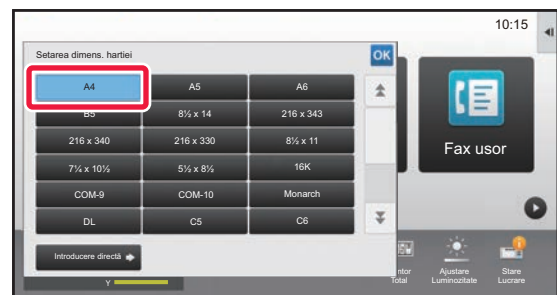 10:15
Setarea dimens. hartiei
OK
A4 A5 A6
B5 8½ x 14 216 x 343
216 x 340 216 x 330 8½ x 11
7¼ x 10½ 5½ x 8½ 16K
COM-9 COM-10 Monarch
DL C5 C6
Introducere directă
Fax usor
Y
ntor Total
Ajustare Luminozitate
Stare Lucrare